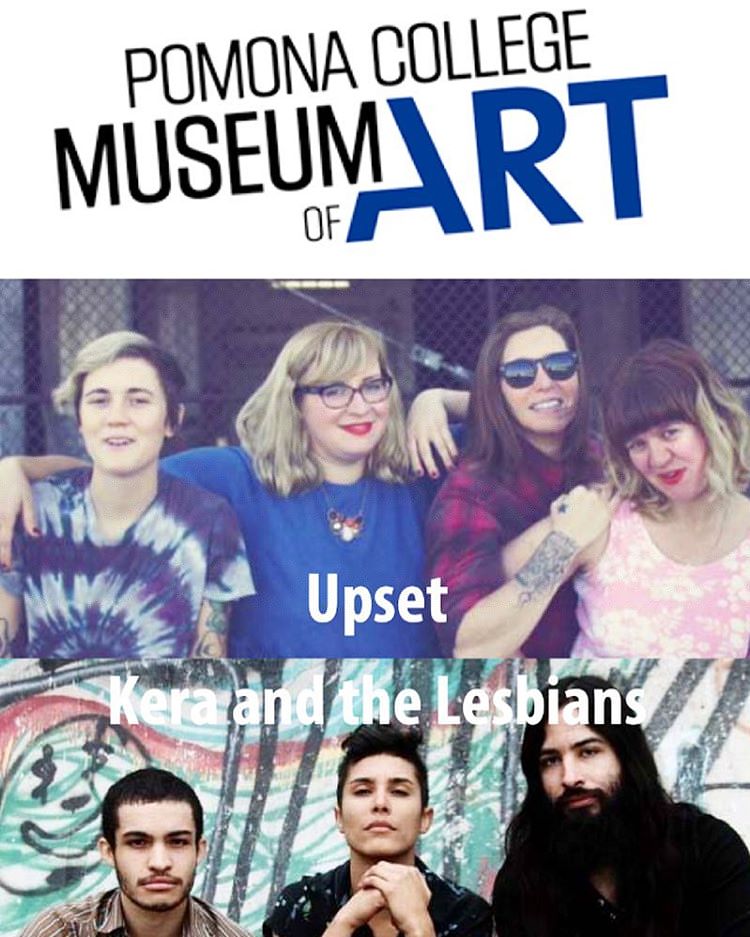 POMONA COLLEGE
MUSEUM
OF ART
Upset
Kera and the Lesbians